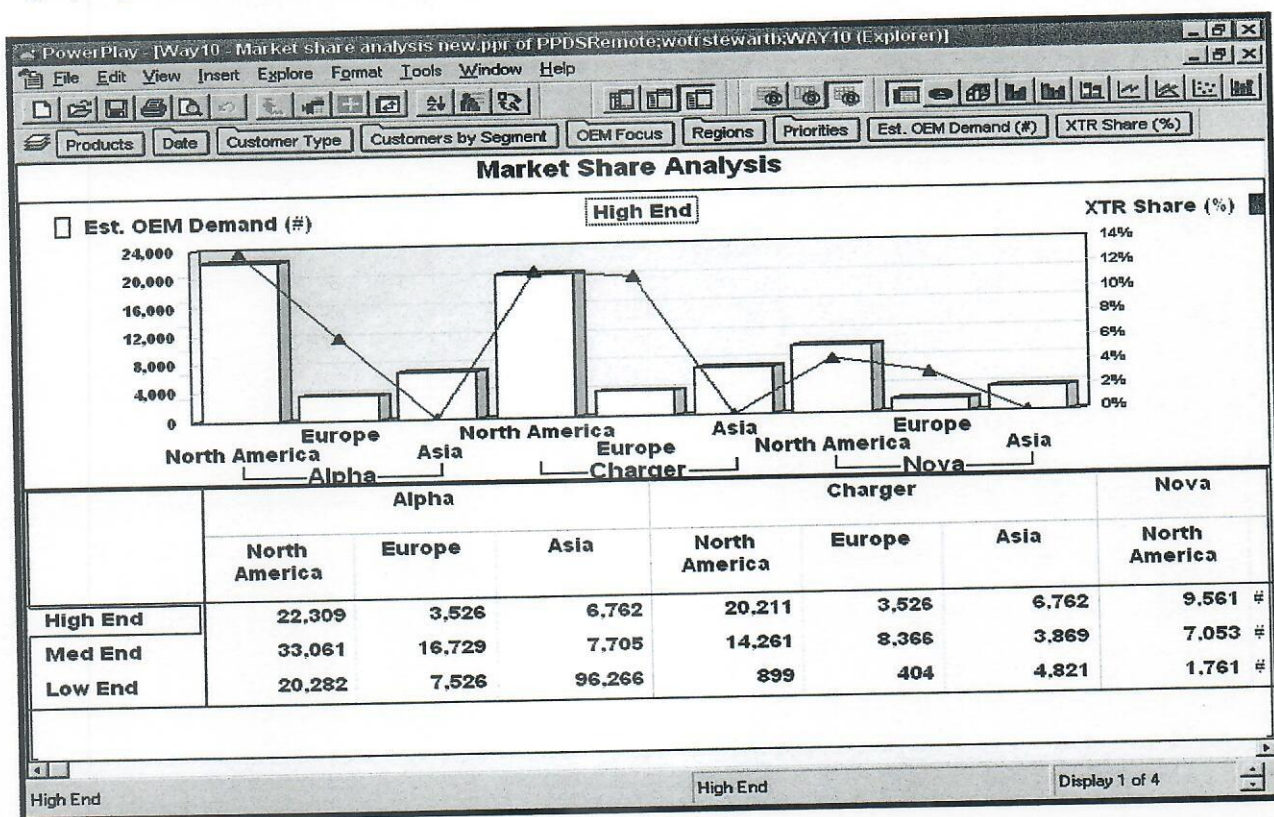 PowerPlay - [Way10 - Market share analysis new.ppr of PPDSRemote;wotrstewartb:WAY10 (Explorer)]
File Edit View Insert Explore Format Tools Window Help
Products Date Customer Type Customers by Segment OEM Focus Regions Priorities Est. OEM Demand (#) XTR Share (%)
Market Share Analysis
Est. OEM Demand (#) High End XTR Share (%)
24,000
20,000
16,000
12,000
8,000
4,000
0
14%
12%
10%
8%
6%
4%
2%
0%
North America Europe Asia North America Europe Asia North America Europe Asia
Alpha Charger Nova
Alpha Charger Nova
North America Europe Asia North America Europe Asia North America
High End 22,309 3,526 6,762 20,211 3,526 6,762 9,561 #
Med End 33,061 16,729 7,705 14,261 8,366 3,869 7,053 #
Low End 20,282 7,526 96,266 899 404 4,821 1,761 #
High End High End Display 1 of 4